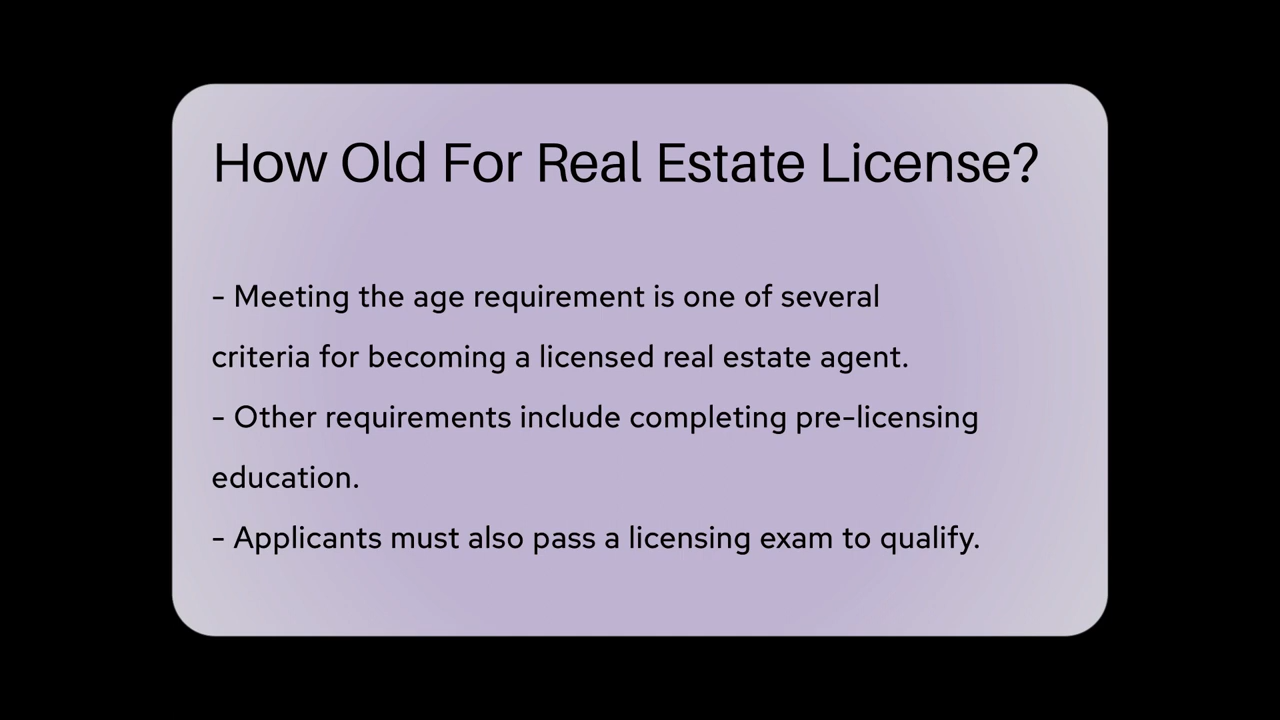 How Old For Real Estate License?
– Meeting the age requirement is one of several
criteria for becoming a licensed real estate agent.
– Other requirements include completing pre–licensing
education.
– Applicants must also pass a licensing exam to qualify.